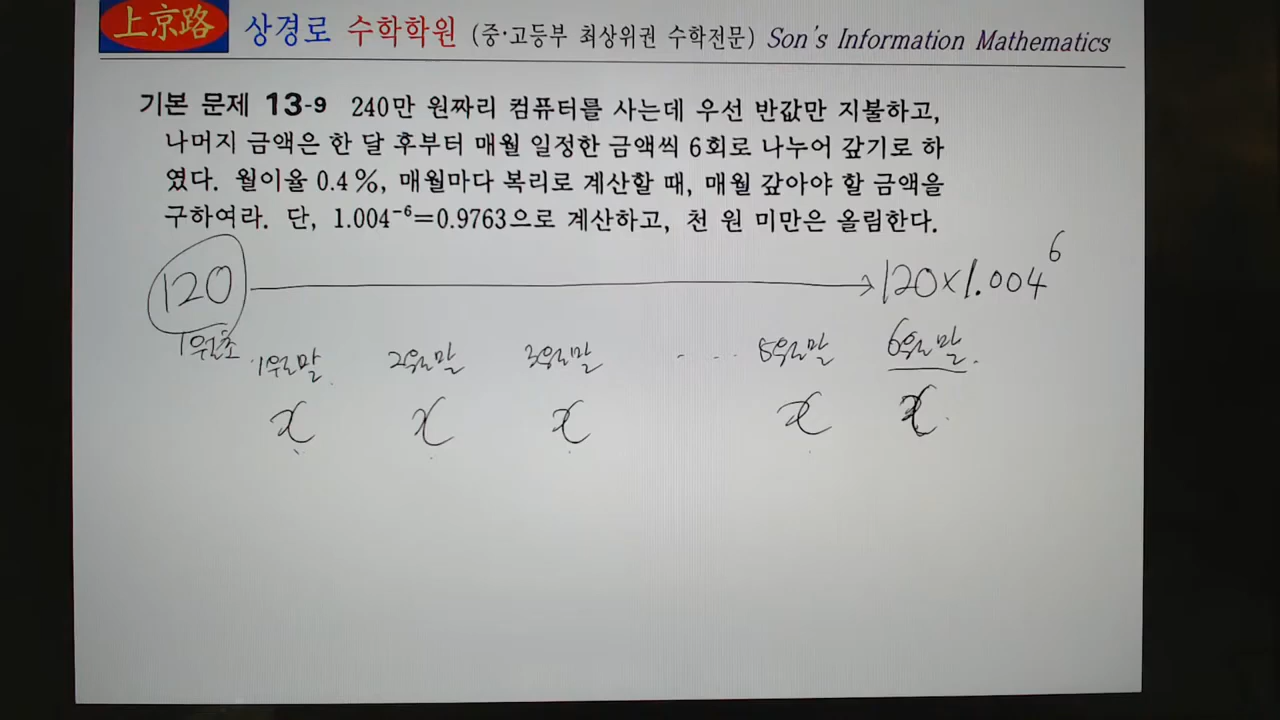 上京路 상경로 수학학원 (중·고등부 최상위권 수학전문) Son's Information Mathematics
기본 문제 13-9 240만 원짜리 컴퓨터를 사는데 우선 반값만 지불하고,
나머지 금액은 한 달 후부터 매월 일정한 금액씩 6회로 나누어 갚기로 하
였다. 월이율 0.4%, 매월마다 복리로 계산할 때, 매월 갚아야 할 금액을
구하여라. 단, 1.004⁻⁶=0.9763으로 계산하고, 천 원 미만은 올림한다.
120 → 120×1.004⁶
1월초 1월말 2월말 3월말 ... 5월말 6월말
x x x x x